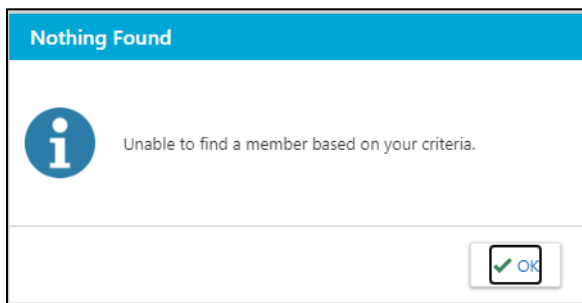 Nothing Found
Unable to find a member based on your criteria.
OK